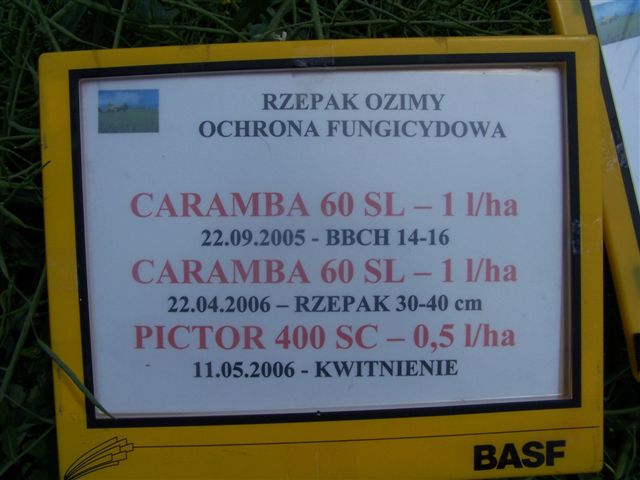 RZEPAK OZIMY
OCHRONA FUNGICYDOWA
CARAMBA 60 SL – 1 l/ha
22.09.2005 - BBCH 14-16
CARAMBA 60 SL – 1 l/ha
22.04.2006 – RZEPAK 30-40 cm
PICTOR 400 SC – 0,5 l/ha
11.05.2006 - KWITNIENIE
BASF